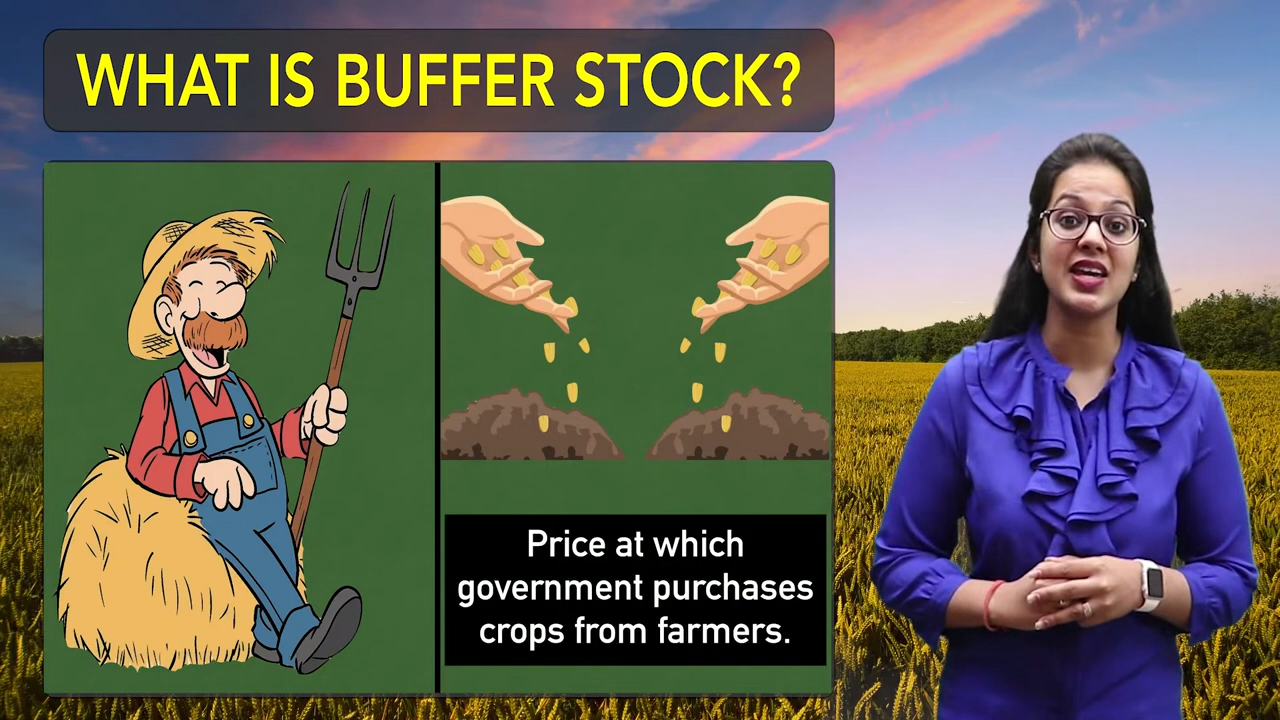 WHAT IS BUFFER STOCK?
Price at which
government purchases
crops from farmers.